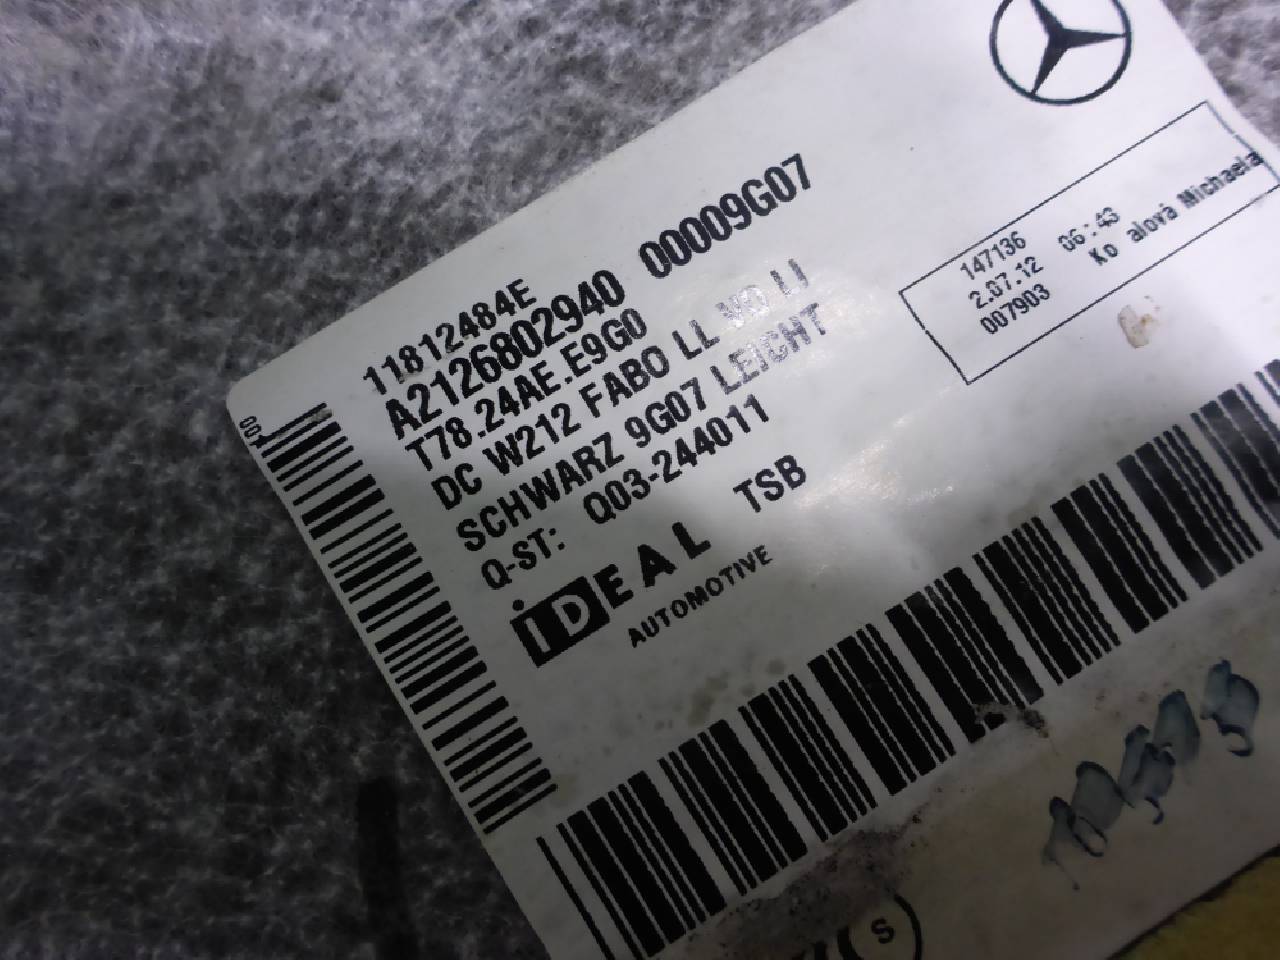 11812484E
A2126802940 00009G07
T78.24AE.E9G0
DC W212 FABO LL VO LI
SCHWARZ 9G07 LEICHT
Q-ST: Q03-244011
iDEAL TSB
AUTOMOTIVE
147136
2.07.12 06:43
007903 Ko alová Michaela
S